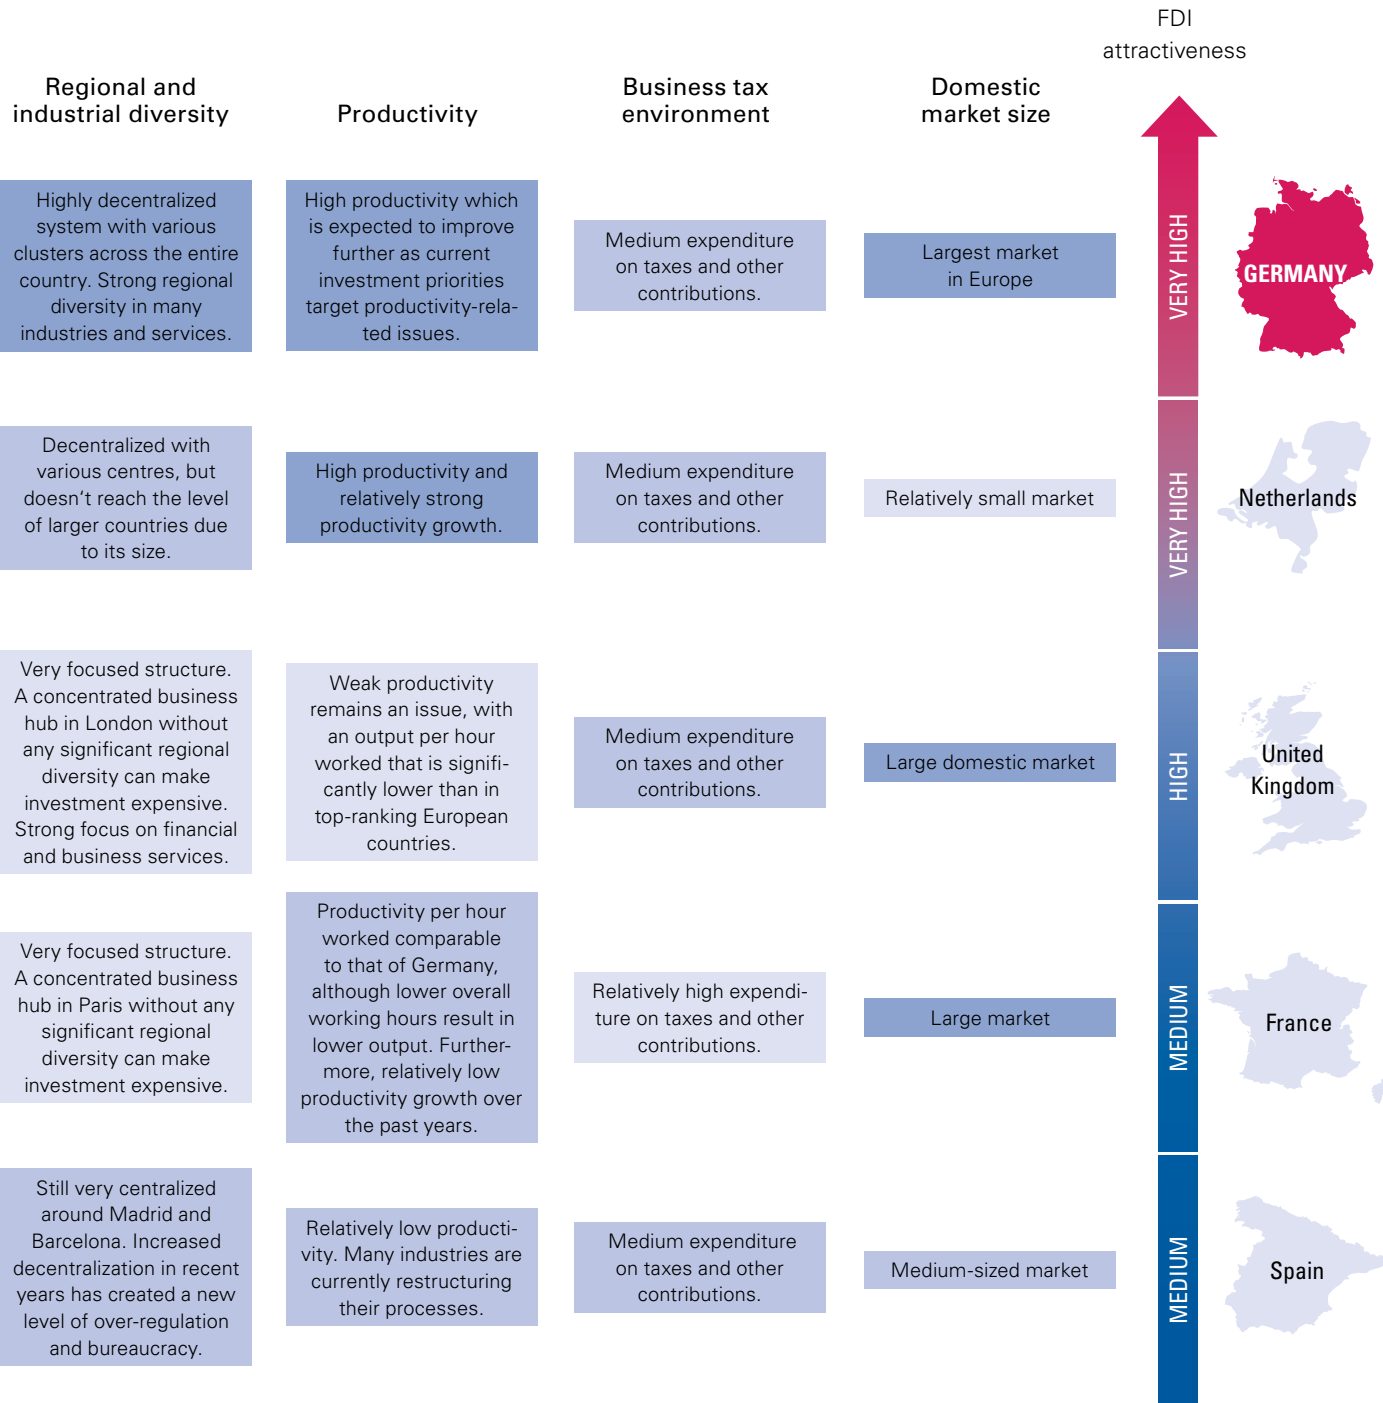 FDI
attractiveness
Regional and
industrial diversity
Productivity
Business tax
environment
Domestic
market size
Highly decentralized
system with various
clusters across the entire
country. Strong regional
diversity in many
industries and services.
High productivity which
is expected to improve
further as current
investment priorities
target productivity-rela-
ted issues.
Medium expenditure
on taxes and other
contributions.
Largest market
in Europe
VERY HIGH
GERMANY
Decentralized with
various centres, but
doesn‘t reach the level
of larger countries due
to its size.
High productivity and
relatively strong
productivity growth.
Medium expenditure
on taxes and other
contributions.
Relatively small market
VERY HIGH
Netherlands
Very focused structure.
A concentrated business
hub in London without
any significant regional
diversity can make
investment expensive.
Strong focus on financial
and business services.
Weak productivity
remains an issue, with
an output per hour
worked that is signifi-
cantly lower than in
top-ranking European
countries.
Medium expenditure
on taxes and other
contributions.
Large domestic market
HIGH
United
Kingdom
Very focused structure.
A concentrated business
hub in Paris without any
significant regional
diversity can make
investment expensive.
Productivity per hour
worked comparable
to that of Germany,
although lower overall
working hours result in
lower output. Further-
more, relatively low
productivity growth over
the past years.
Relatively high expendi-
ture on taxes and other
contributions.
Large market
MEDIUM
France
Still very centralized
around Madrid and
Barcelona. Increased
decentralization in recent
years has created a new
level of over-regulation
and bureaucracy.
Relatively low producti-
vity. Many industries are
currently restructuring
their processes.
Medium expenditure
on taxes and other
contributions.
Medium-sized market
MEDIUM
Spain